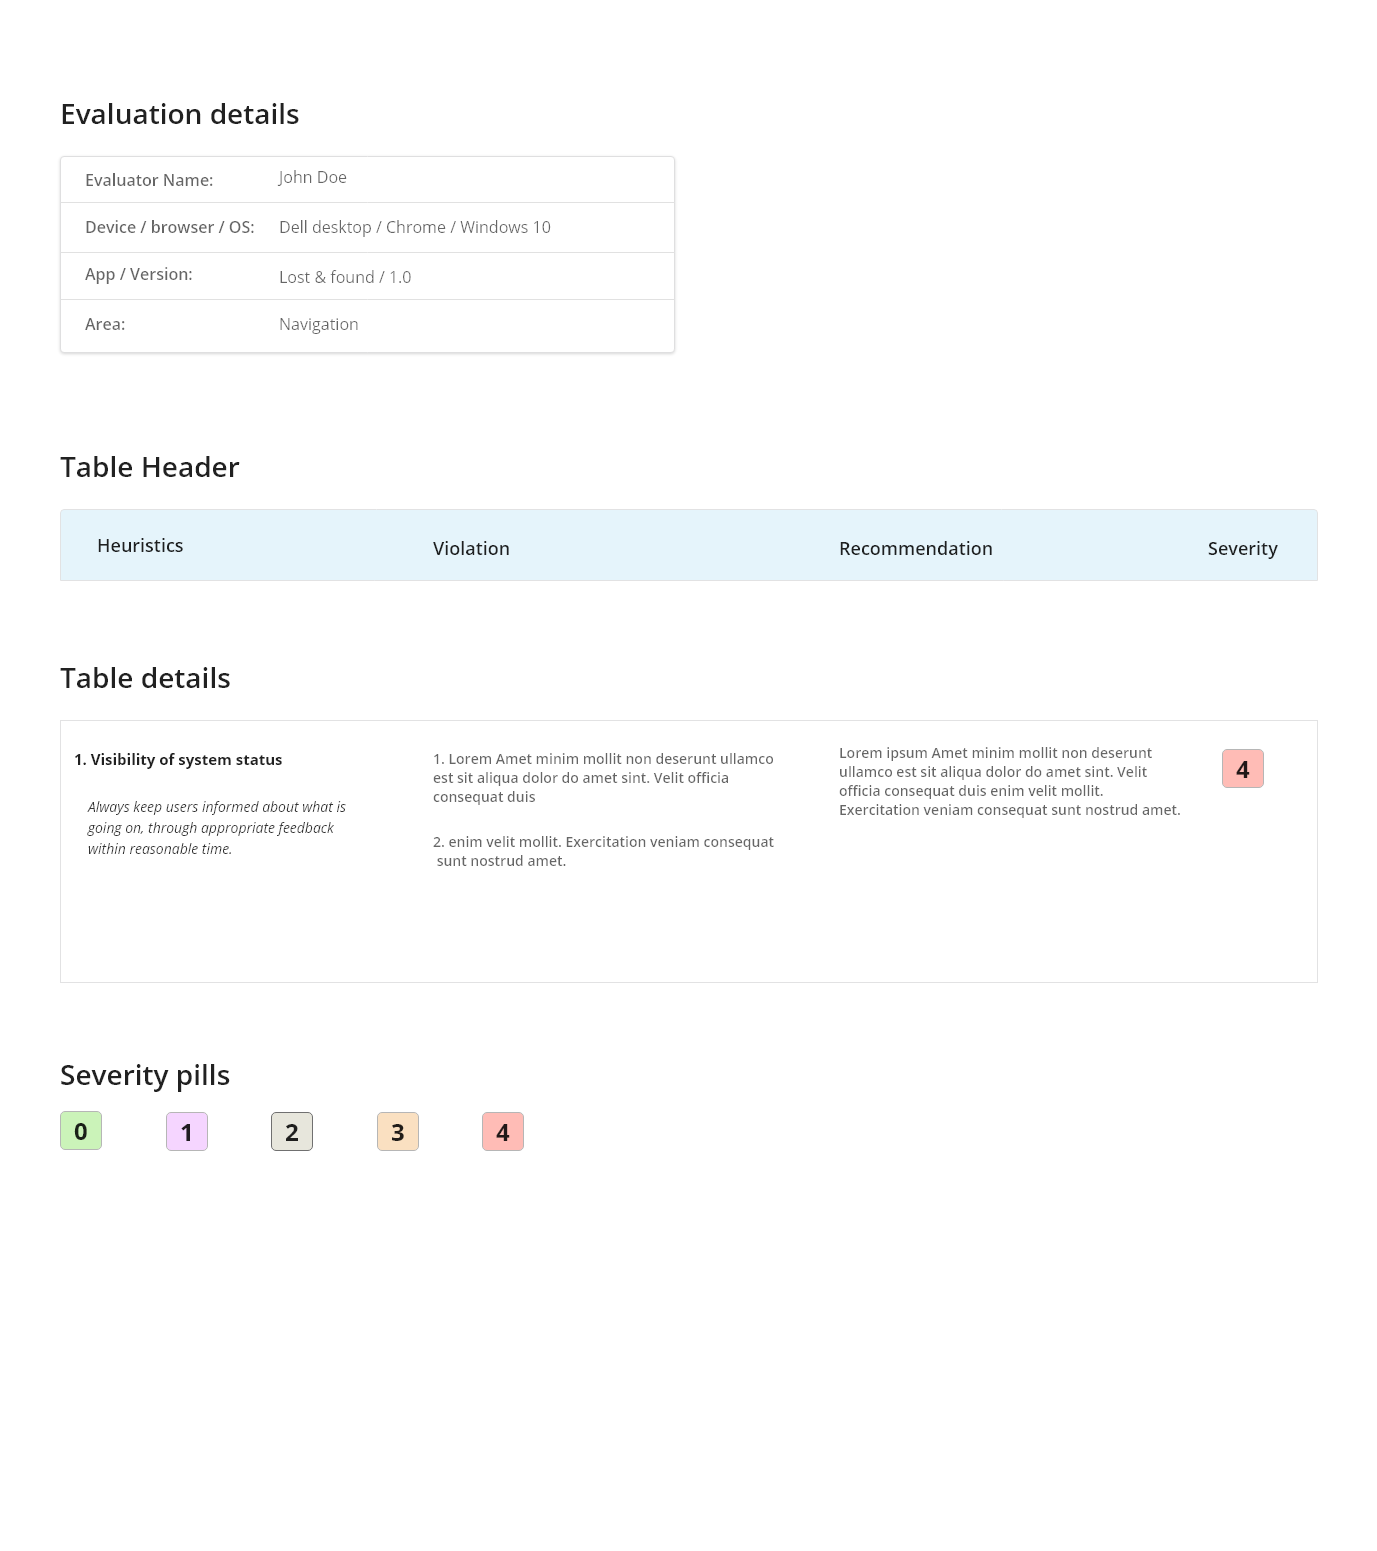 Evaluation details
Evaluator Name: John Doe
Device / browser / OS: Dell desktop / Chrome / Windows 10
App / Version: Lost & found / 1.0
Area: Navigation
Table Header
Heuristics Violation Recommendation Severity
Table details
1. Visibility of system status
Always keep users informed about what is
going on, through appropriate feedback
within reasonable time.
1. Lorem Amet minim mollit non deserunt ullamco
est sit aliqua dolor do amet sint. Velit officia
consequat duis
2. enim velit mollit. Exercitation veniam consequat
sunt nostrud amet.
Lorem ipsum Amet minim mollit non deserunt
ullamco est sit aliqua dolor do amet sint. Velit
officia consequat duis enim velit mollit.
Exercitation veniam consequat sunt nostrud amet.
4
Severity pills
0 1 2 3 4